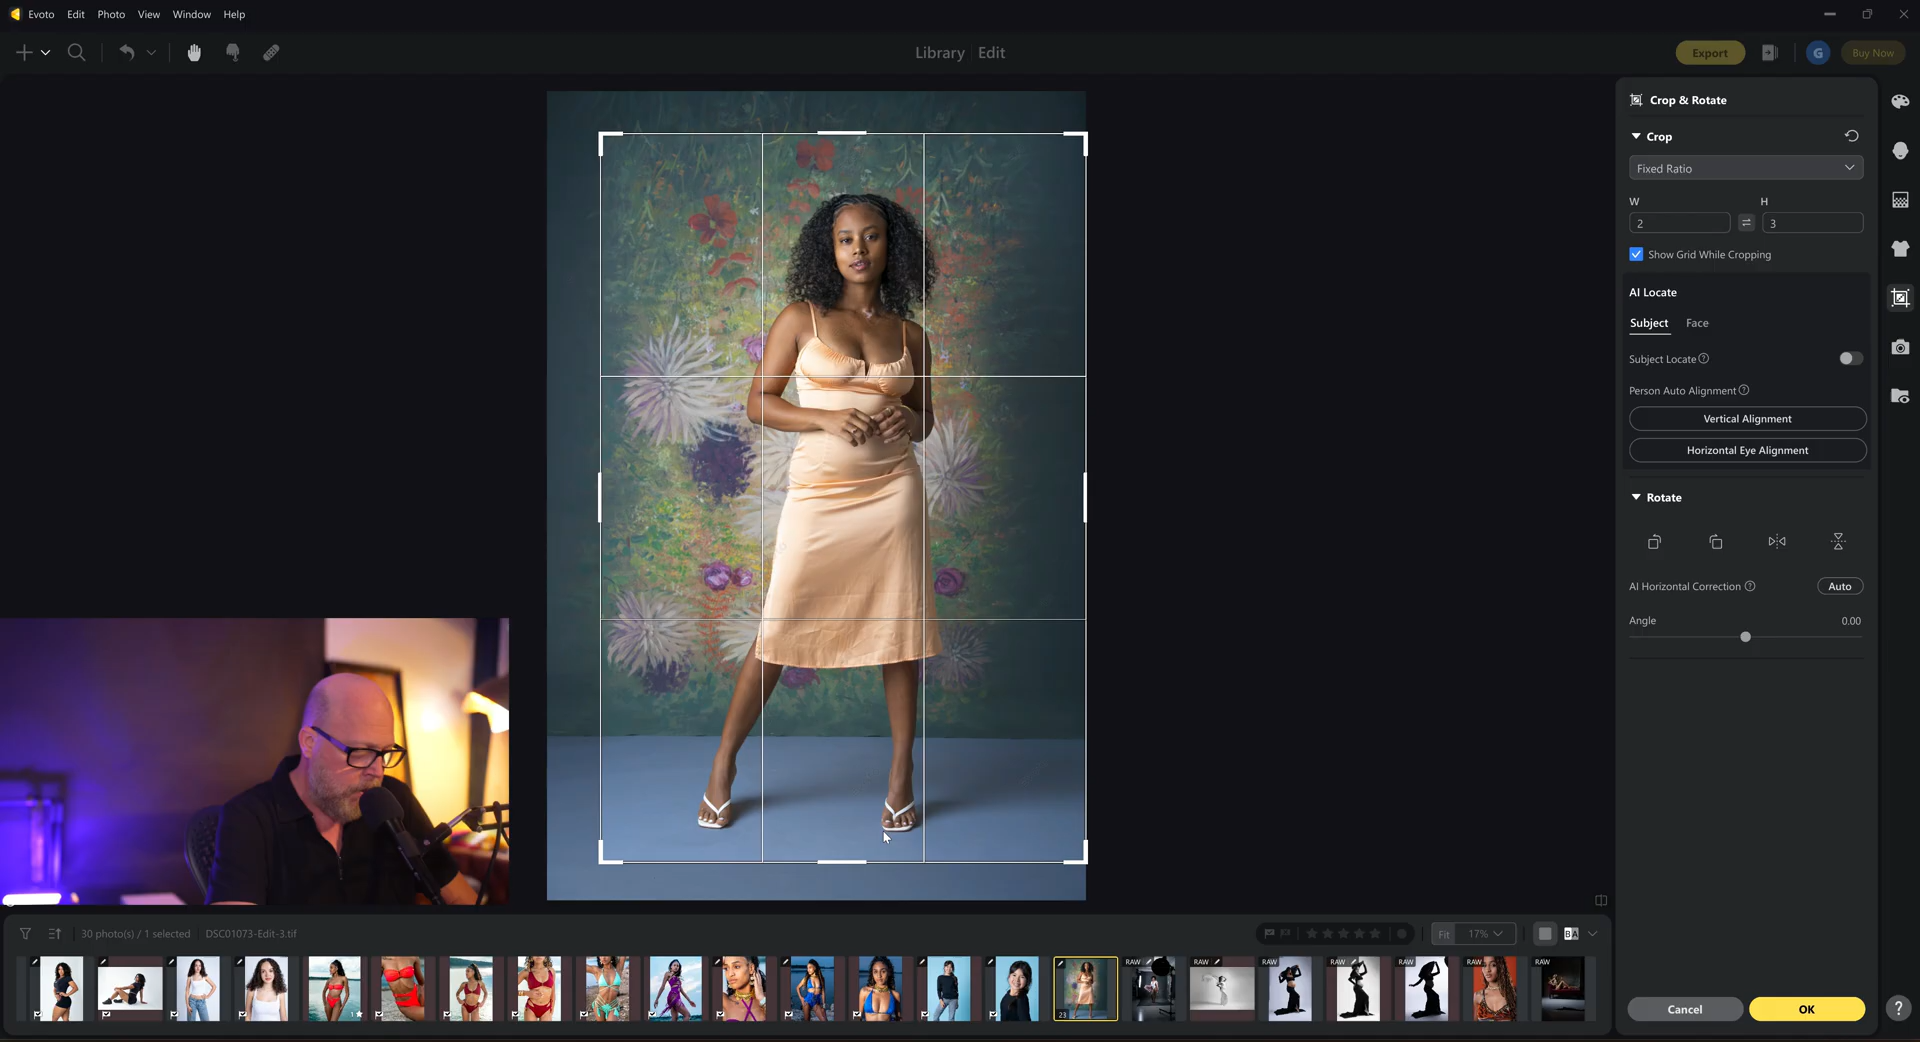 Evoto Edit Photo View Window Help
Library Edit
Export
G
Buy Now
Crop & Rotate
Crop
Fixed Ratio
W H
2 3
Show Grid While Cropping
AI Locate
Subject Face
Subject Locate ?
Person Auto Alignment ?
Vertical Alignment
Horizontal Eye Alignment
Rotate
AI Horizontal Correction ? Auto
Angle 0.00
30 photo(s) / 1 selected DSC01073-Edit-3.tif
Fit 17%
BA
1
23
RAW RAW RAW RAW RAW RAW RAW
Cancel OK
?